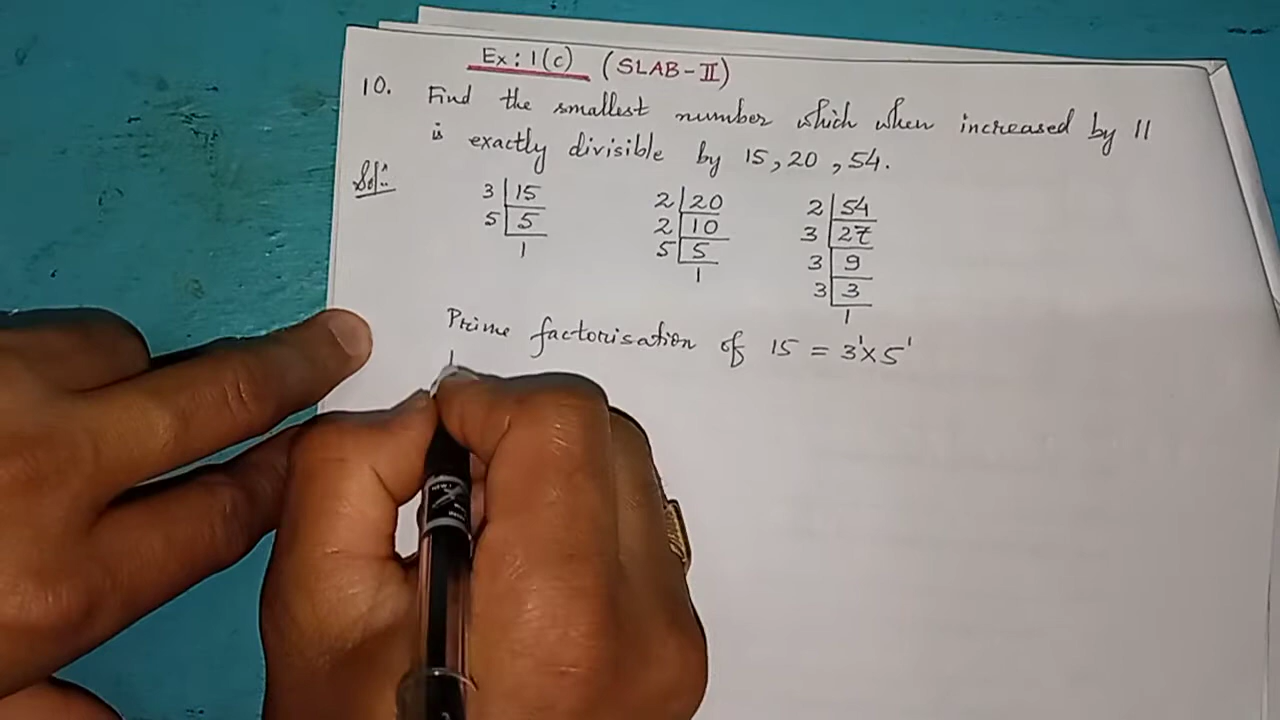 Ex: 1(c) (SLAB-II)
10. Find the smallest number which when increased by 11
is exactly divisible by 15, 20, 54.
Sol:
3 | 15
5 | 5
1
2 | 20
2 | 10
5 | 5
1
2 | 54
3 | 27
3 | 9
3 | 3
1
Prime factorisation of 15 = 3¹ × 5¹